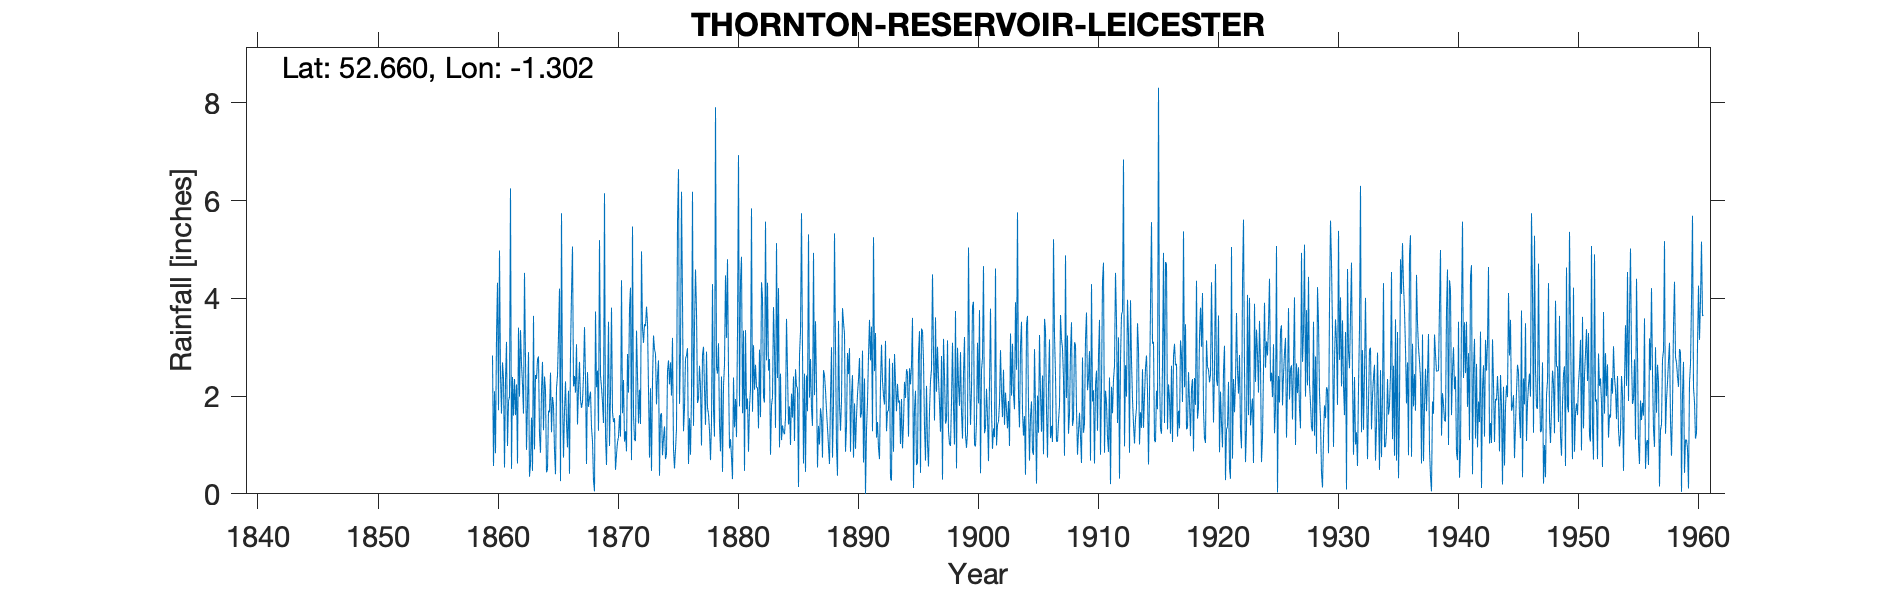 THORNTON-RESERVOIR-LEICESTER
Lat: 52.660, Lon: -1.302
8
6
4
2
0
Rainfall [inches]
1840 1850 1860 1870 1880 1890 1900 1910 1920 1930 1940 1950 1960
Year